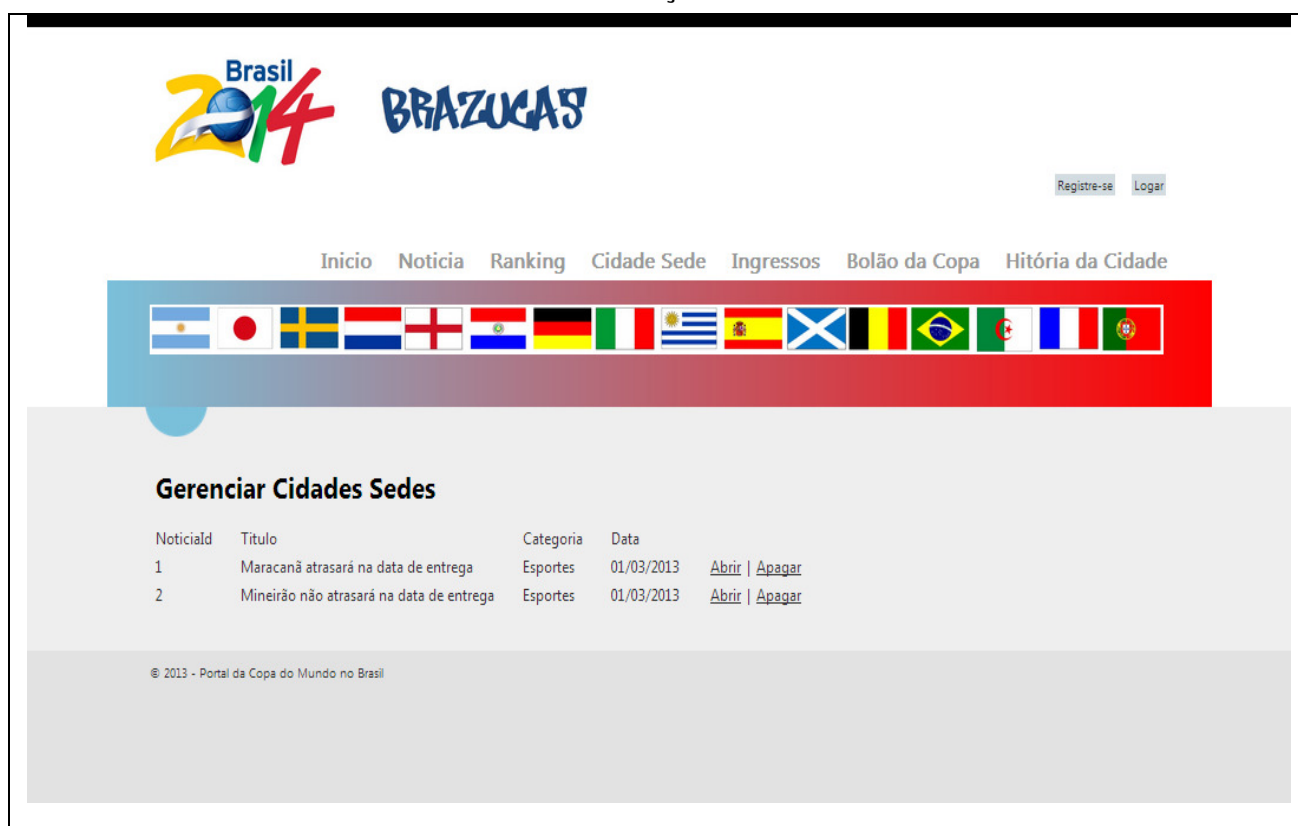 Brasil
2014
BRAZUCAS
Registre-se Logar
Inicio Noticia Ranking Cidade Sede Ingressos Bolão da Copa Hitória da Cidade
Gerenciar Cidades Sedes
NoticiaId Titulo Categoria Data
1 Maracanã atrasará na data de entrega Esportes 01/03/2013 Abrir | Apagar
2 Mineirão não atrasará na data de entrega Esportes 01/03/2013 Abrir | Apagar
© 2013 - Portal da Copa do Mundo no Brasil